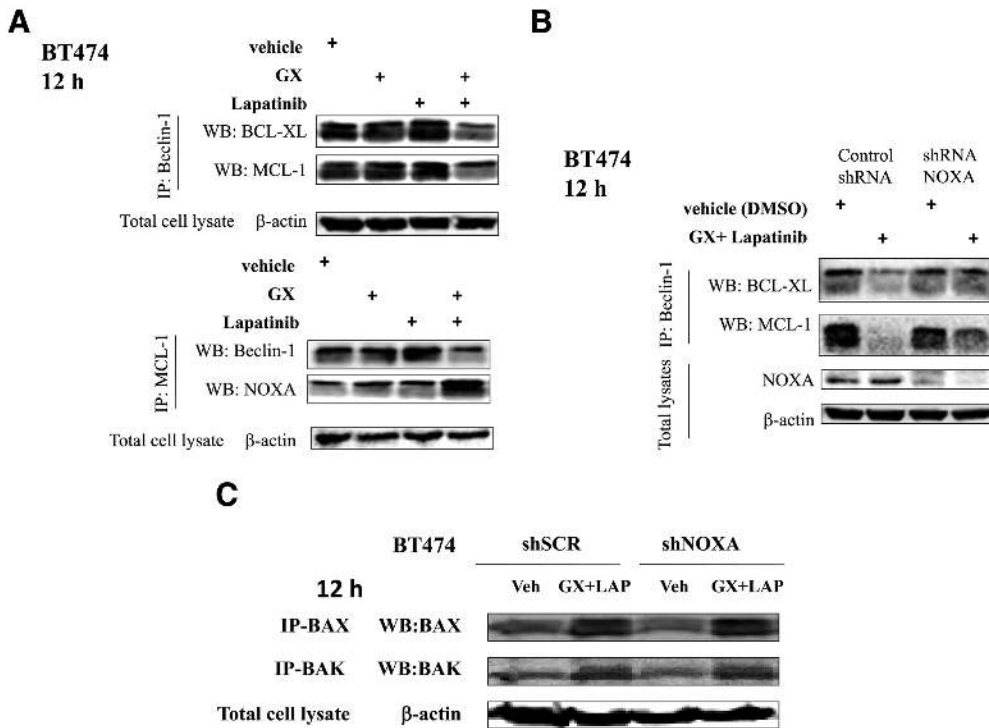 A
BT474
12 h
vehicle +
GX + +
Lapatinib + +
IP: Beclin-1
WB: BCL-XL
WB: MCL-1
Total cell lysate β-actin
vehicle +
GX + +
Lapatinib + +
IP: MCL-1
WB: Beclin-1
WB: NOXA
Total cell lysate β-actin
B
BT474
12 h
Control shRNA
shRNA NOXA
vehicle (DMSO) + +
GX+ Lapatinib + +
IP: Beclin-1
WB: BCL-XL
WB: MCL-1
Total lysates
NOXA
β-actin
C
BT474 shSCR shNOXA
12 h Veh GX+LAP Veh GX+LAP
IP-BAX WB:BAX
IP-BAK WB:BAK
Total cell lysate β-actin